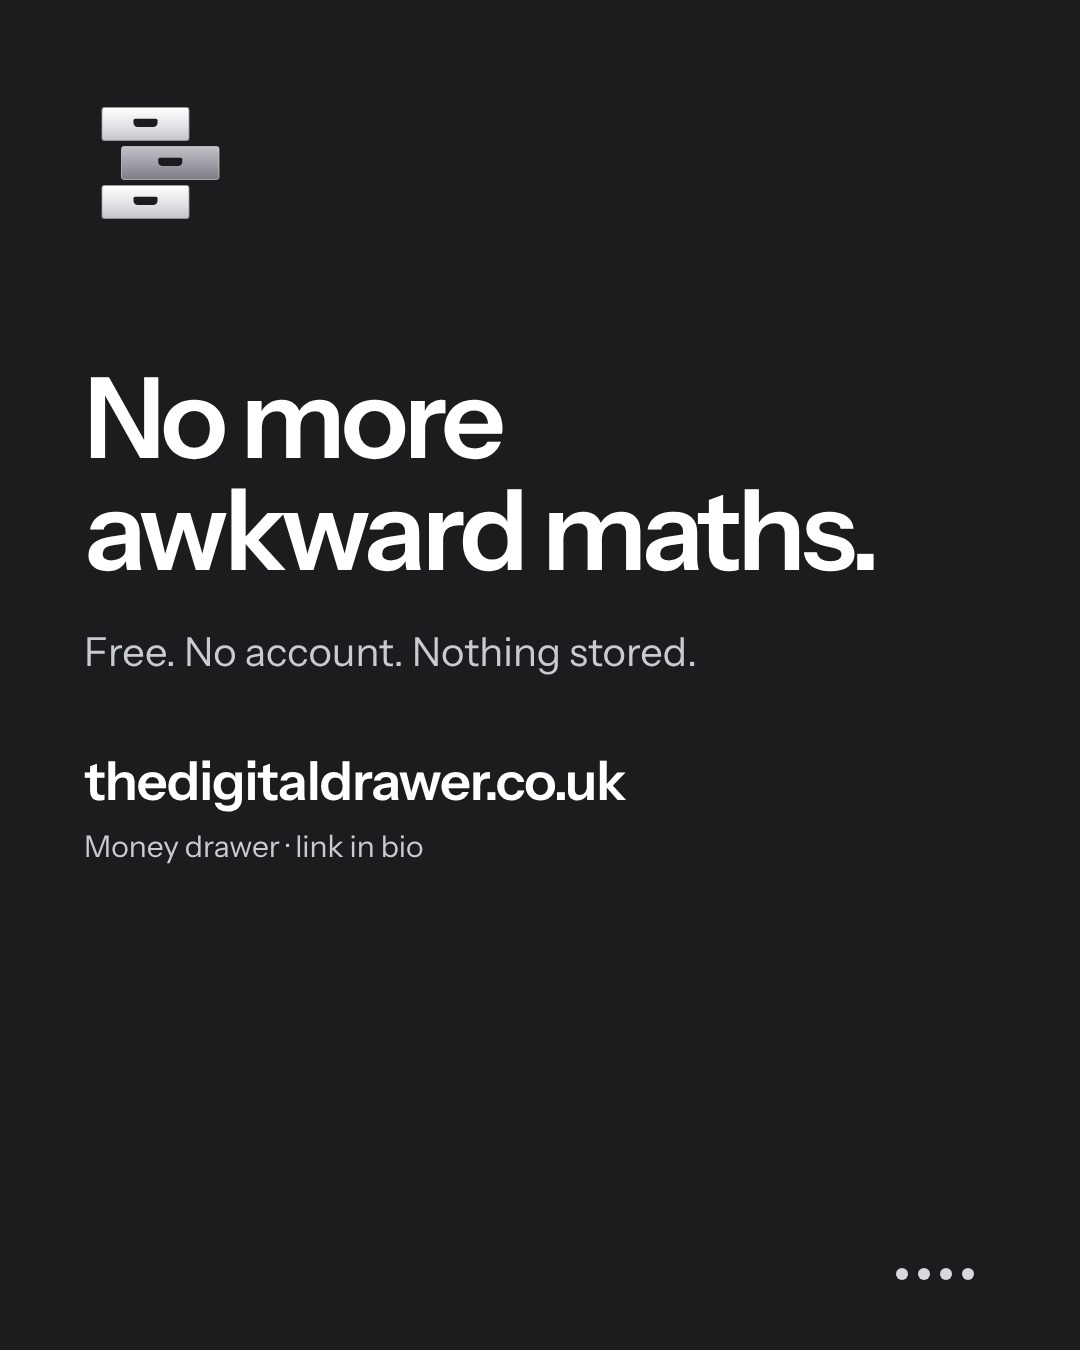 No more
awkward maths.
Free. No account. Nothing stored.
thedigitaldrawer.co.uk
Money drawer · link in bio